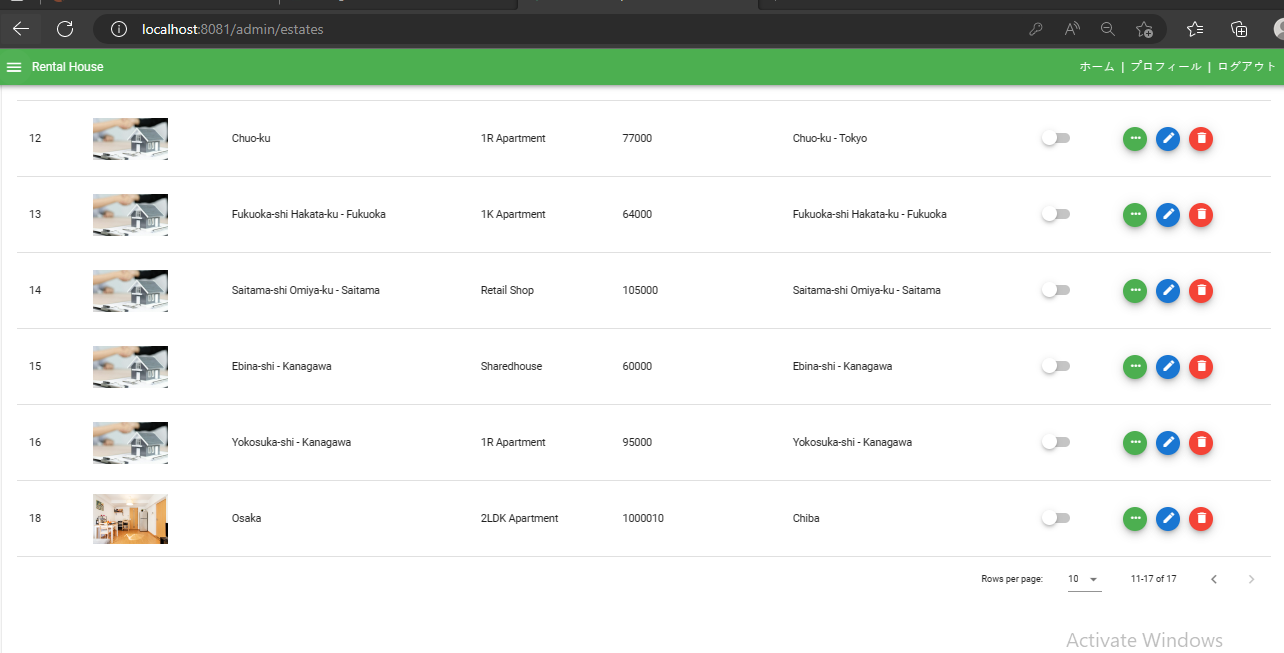 localhost:8081/admin/estates
Rental House ホーム | プロフィール | ログアウト
12 Chuo-ku 1R Apartment 77000 Chuo-ku - Tokyo
13 Fukuoka-shi Hakata-ku - Fukuoka 1K Apartment 64000 Fukuoka-shi Hakata-ku - Fukuoka
14 Saitama-shi Omiya-ku - Saitama Retail Shop 105000 Saitama-shi Omiya-ku - Saitama
15 Ebina-shi - Kanagawa Sharedhouse 60000 Ebina-shi - Kanagawa
16 Yokosuka-shi - Kanagawa 1R Apartment 95000 Yokosuka-shi - Kanagawa
18 Osaka 2LDK Apartment 1000010 Chiba
Rows per page: 10 11-17 of 17
Activate Windows